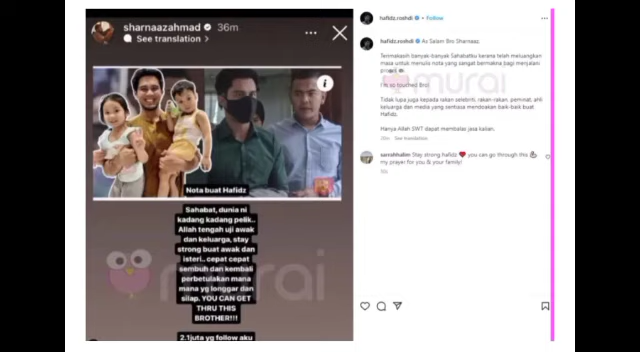 sharnaazahmad 36m
See translation >
Nota buat Hafidz
Sahabat, dunia ni
kadang kadang pelik..
Allah tengah uji awak
dan keluarga, stay
strong buat awak dan
isteri.. cepat cepat
sembuh dan kembali
perbetulakan mana
mana yg longgar dan
silap. YOU CAN GET
THRU THIS
BROTHER!!!
2.1juta yg follow aku
murai
hafidz.roshdi • Follow
hafidz.roshdi As Salam Bro Sharnaaz,
Terimakasih banyak-banyak Sahabatku kerana telah meluangkan
masa untuk menulis nota yang sangat bermakna bagi menjalani
I'm so touched Bro!
murai
Tidak lupa juga kepada rakan selebriti, rakan-rakan, peminat, ahli
keluarga dan media yang sentiasa mendoakan baik-baik buat
Hafidz.
Hanya Allah SWT dapat membalas jasa kalian.
See translation
Stay strong hafidz ❤️ you can go through this 💪
my prayer for you & your family!